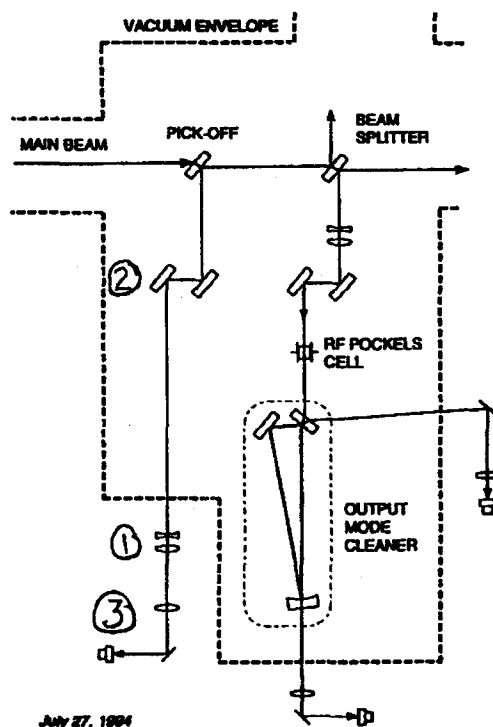 VACUUM ENVELOPE
PICK-OFF
BEAM
SPLITTER
MAIN BEAM
2
RF POCKELS
CELL
OUTPUT
MODE
CLEANER
1
3
July 27, 1994